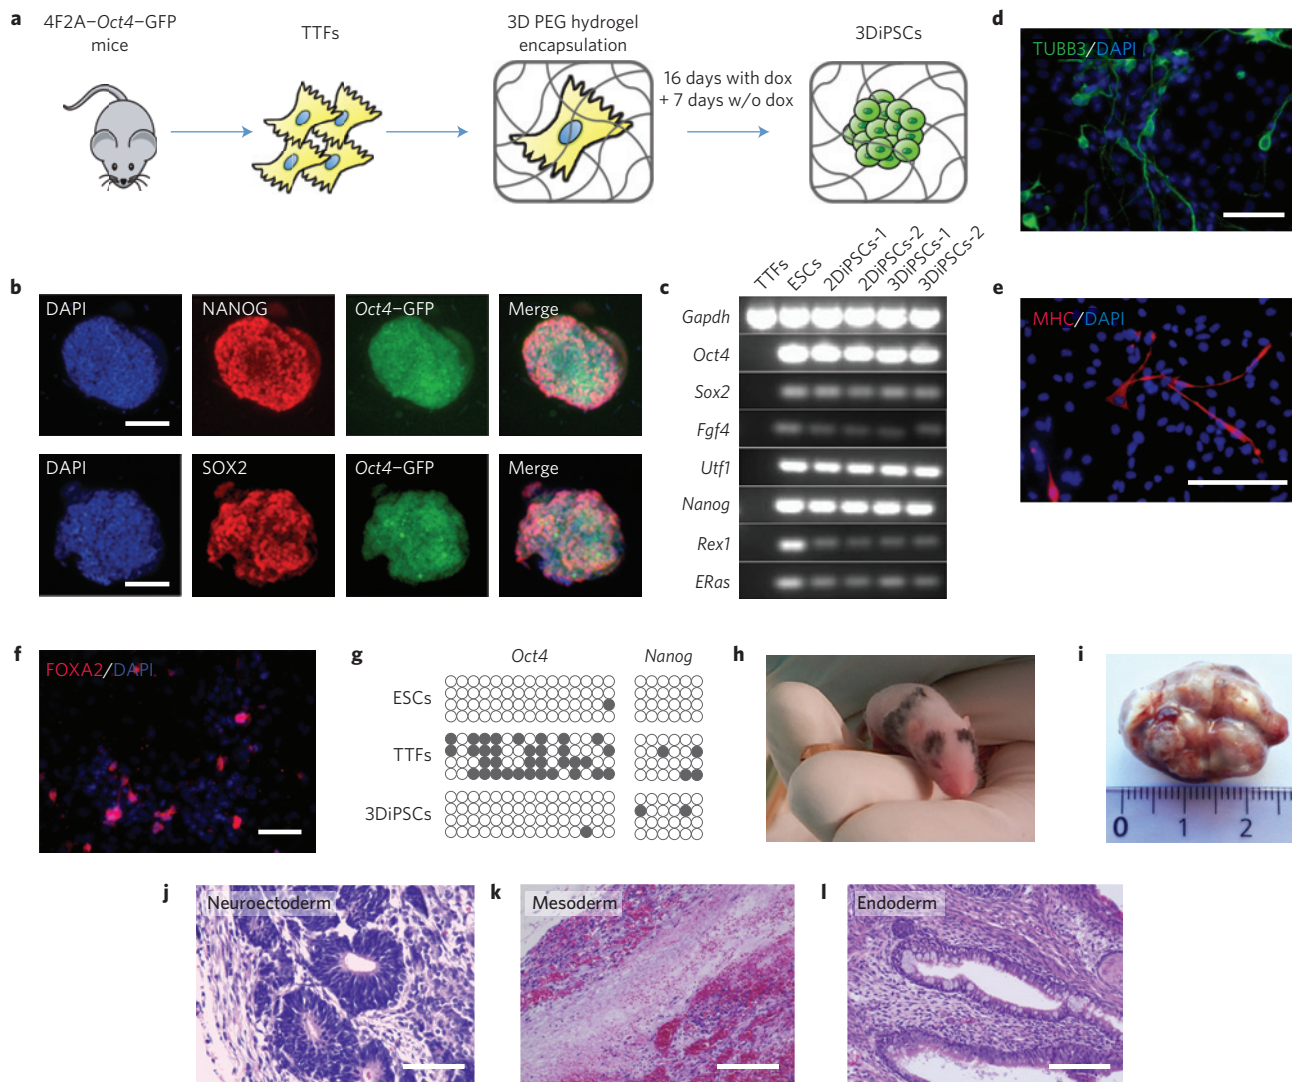 a
4F2A–Oct4–GFP
mice
TTFs
3D PEG hydrogel
encapsulation
16 days with dox
+ 7 days w/o dox
3DiPSCs
b
DAPI
NANOG
Oct4–GFP
Merge
DAPI
SOX2
Oct4–GFP
Merge
c
TTFs
ESCs
2DiPSCs-1
2DiPSCs-2
3DiPSCs-1
3DiPSCs-2
Gapdh
Oct4
Sox2
Fgf4
Utf1
Nanog
Rex1
ERas
d
TUBB3/DAPI
e
MHC/DAPI
f
FOXA2/DAPI
g
Oct4
Nanog
ESCs
TTFs
3DiPSCs
h
i
0 1 2
j
Neuroectoderm
k
Mesoderm
l
Endoderm